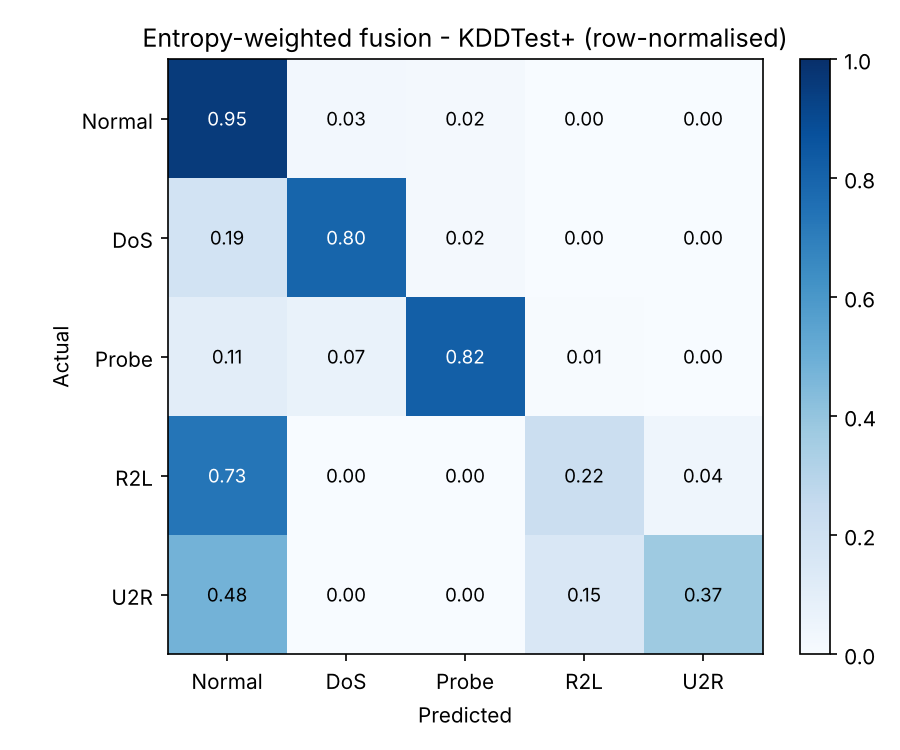 Entropy-weighted fusion - KDDTest+ (row-normalised)
1.0
Normal 0.95 0.03 0.02 0.00 0.00
0.8
DoS 0.19 0.80 0.02 0.00 0.00
0.6
Actual
Probe 0.11 0.07 0.82 0.01 0.00
0.4
R2L 0.73 0.00 0.00 0.22 0.04
0.2
U2R 0.48 0.00 0.00 0.15 0.37
0.0
Normal DoS Probe R2L U2R
Predicted